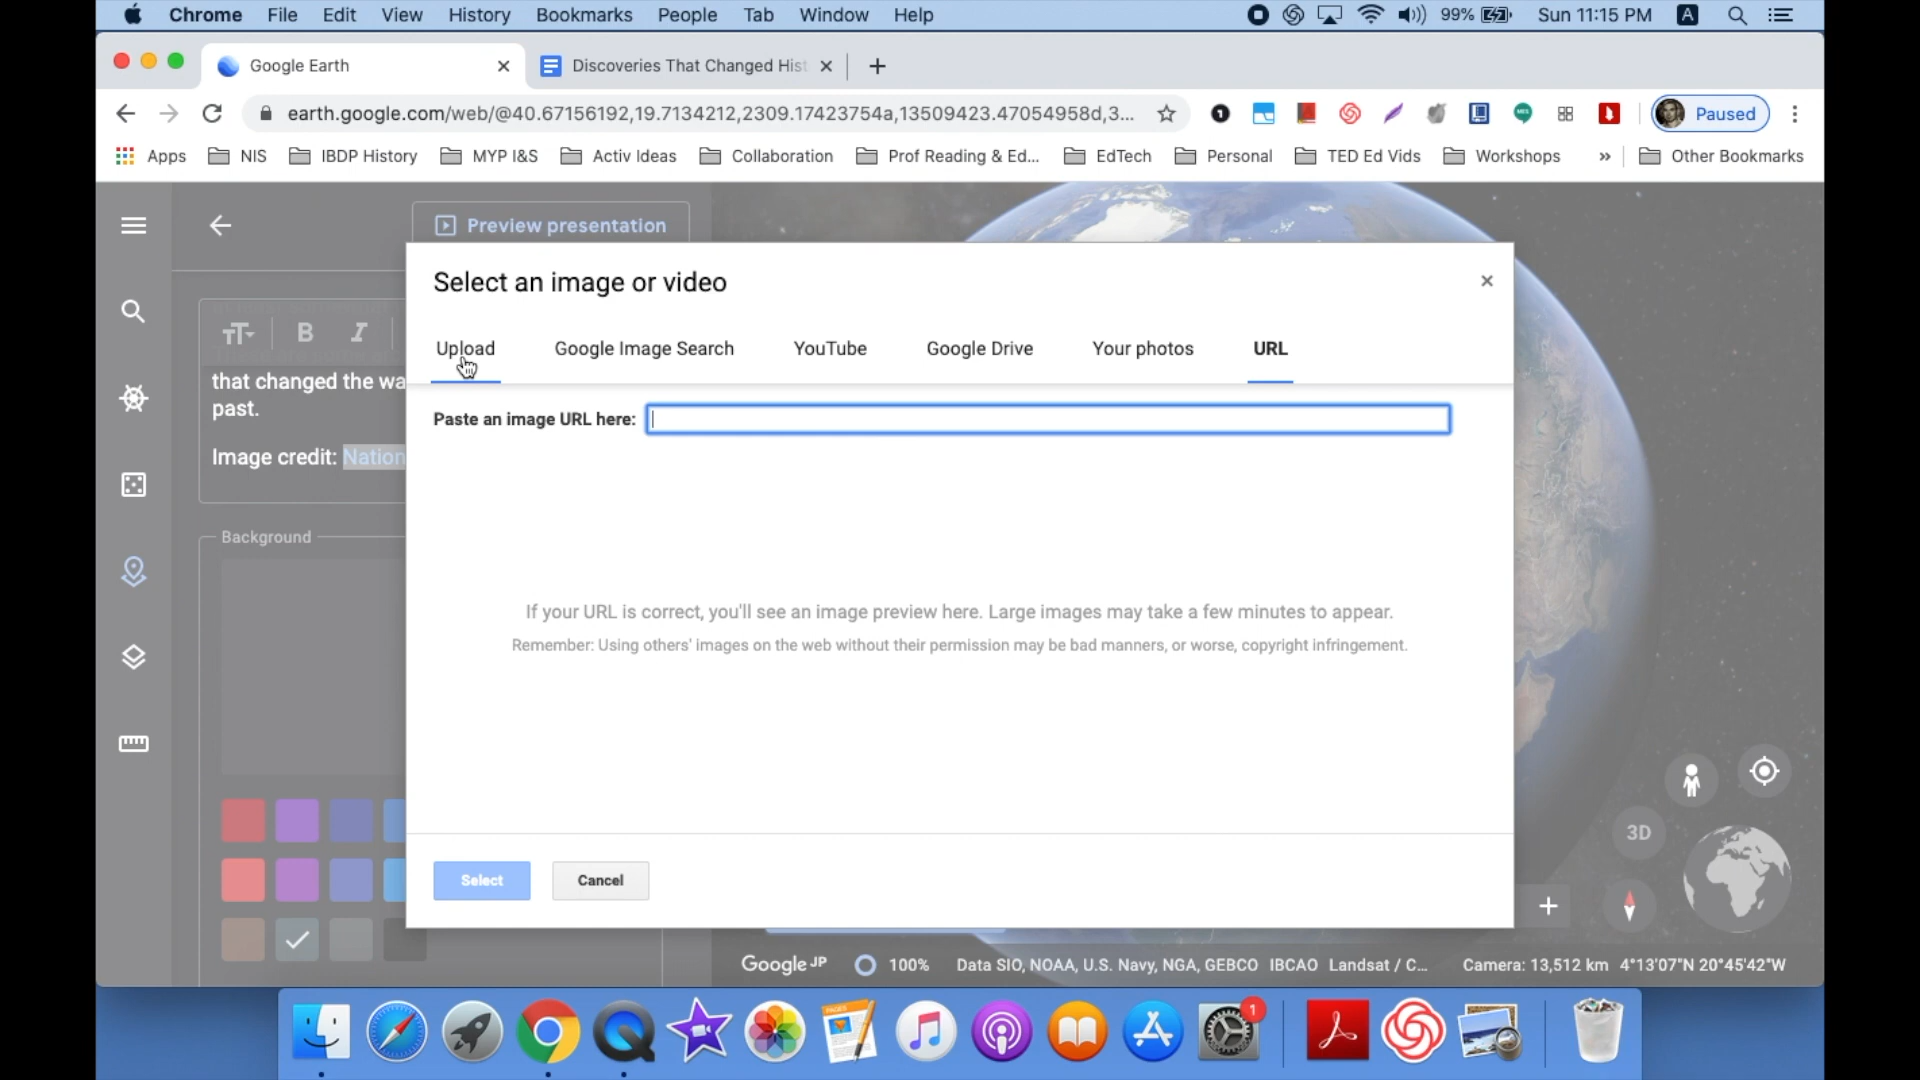 Chrome File Edit View History Bookmarks People Tab Window Help 99% Sun 11:15 PM A
Google Earth Discoveries That Changed Hist
earth.google.com/web/@40.67156192,19.7134212,2309.17423754a,13509423.47054958d,3... Paused
Apps NIS IBDP History MYP I&S Activ Ideas Collaboration Prof Reading & Ed... EdTech Personal TED Ed Vids Workshops » Other Bookmarks
Preview presentation
Select an image or video
Upload Google Image Search YouTube Google Drive Your photos URL
B I
that changed the wa
past.
Paste an image URL here:
Image credit: Nation
Background
If your URL is correct, you'll see an image preview here. Large images may take a few minutes to appear.
Remember: Using others' images on the web without their permission may be bad manners, or worse, copyright infringement.
3D
Select Cancel
Google JP 100% Data SIO, NOAA, U.S. Navy, NGA, GEBCO IBCAO Landsat / C... Camera: 13,512 km 4°13'07"N 20°45'42"W
1